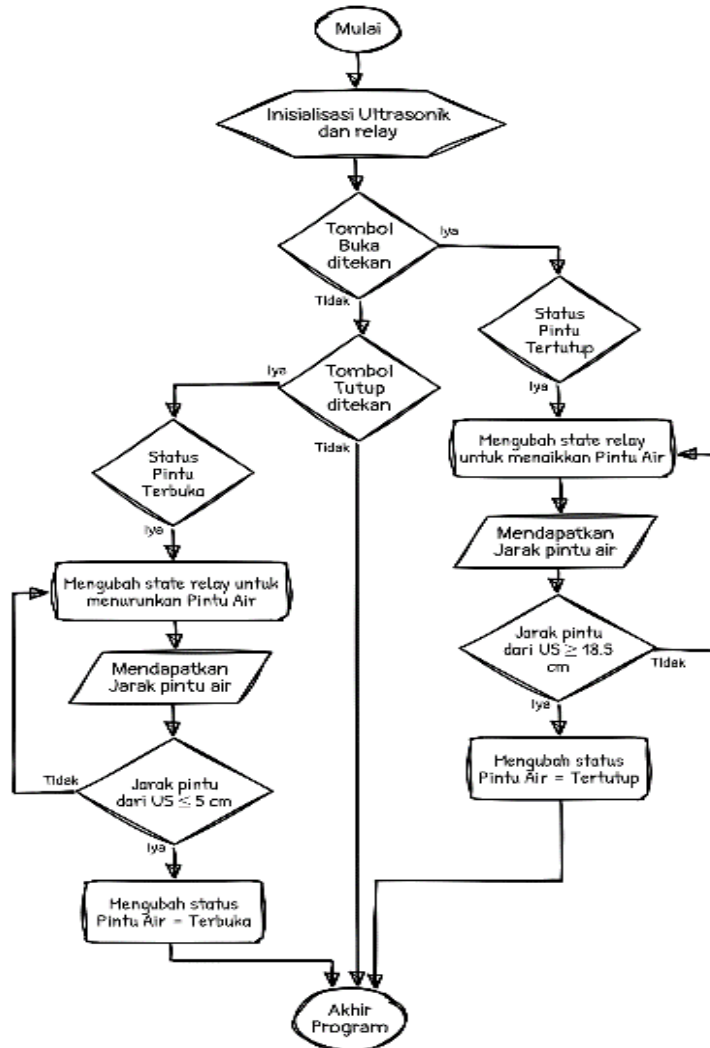 Mulai
Inisialisasi Ultrasonik
dan relay
Tombol
Buka
ditekan
Iya
Tidak
Status
Pintu
Tertutup
Iya
Mengubah state relay
untuk menaikkan Pintu Air
Mendapatkan
Jarak pintu air
Jarak pintu
dari US ≥ 18.5
cm
Tidak
Iya
Mengubah status
Pintu Air = Tertutup
Tombol
Tutup
ditekan
Iya
Tidak
Status
Pintu
Terbuka
Iya
Mengubah state relay untuk
menurunkan Pintu Air
Mendapatkan
Jarak pintu air
Jarak pintu
dari US ≤ 5 cm
Tidak
Iya
Mengubah status
Pintu Air = Terbuka
Akhir
Program